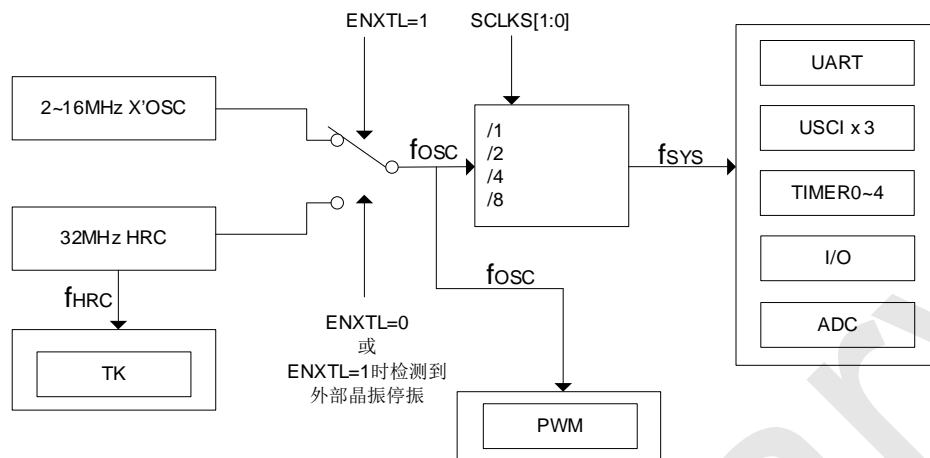 ENXTL=1
SCLKS[1:0]
2~16MHz X'OSC
32MHz HRC
fHRC
TK
fOSC
/1
/2
/4
/8
fSYS
UART
USCI x 3
TIMER0~4
I/O
ADC
ENXTL=0
或
ENXTL=1时检测到
外部晶振停振
fOSC
PWM